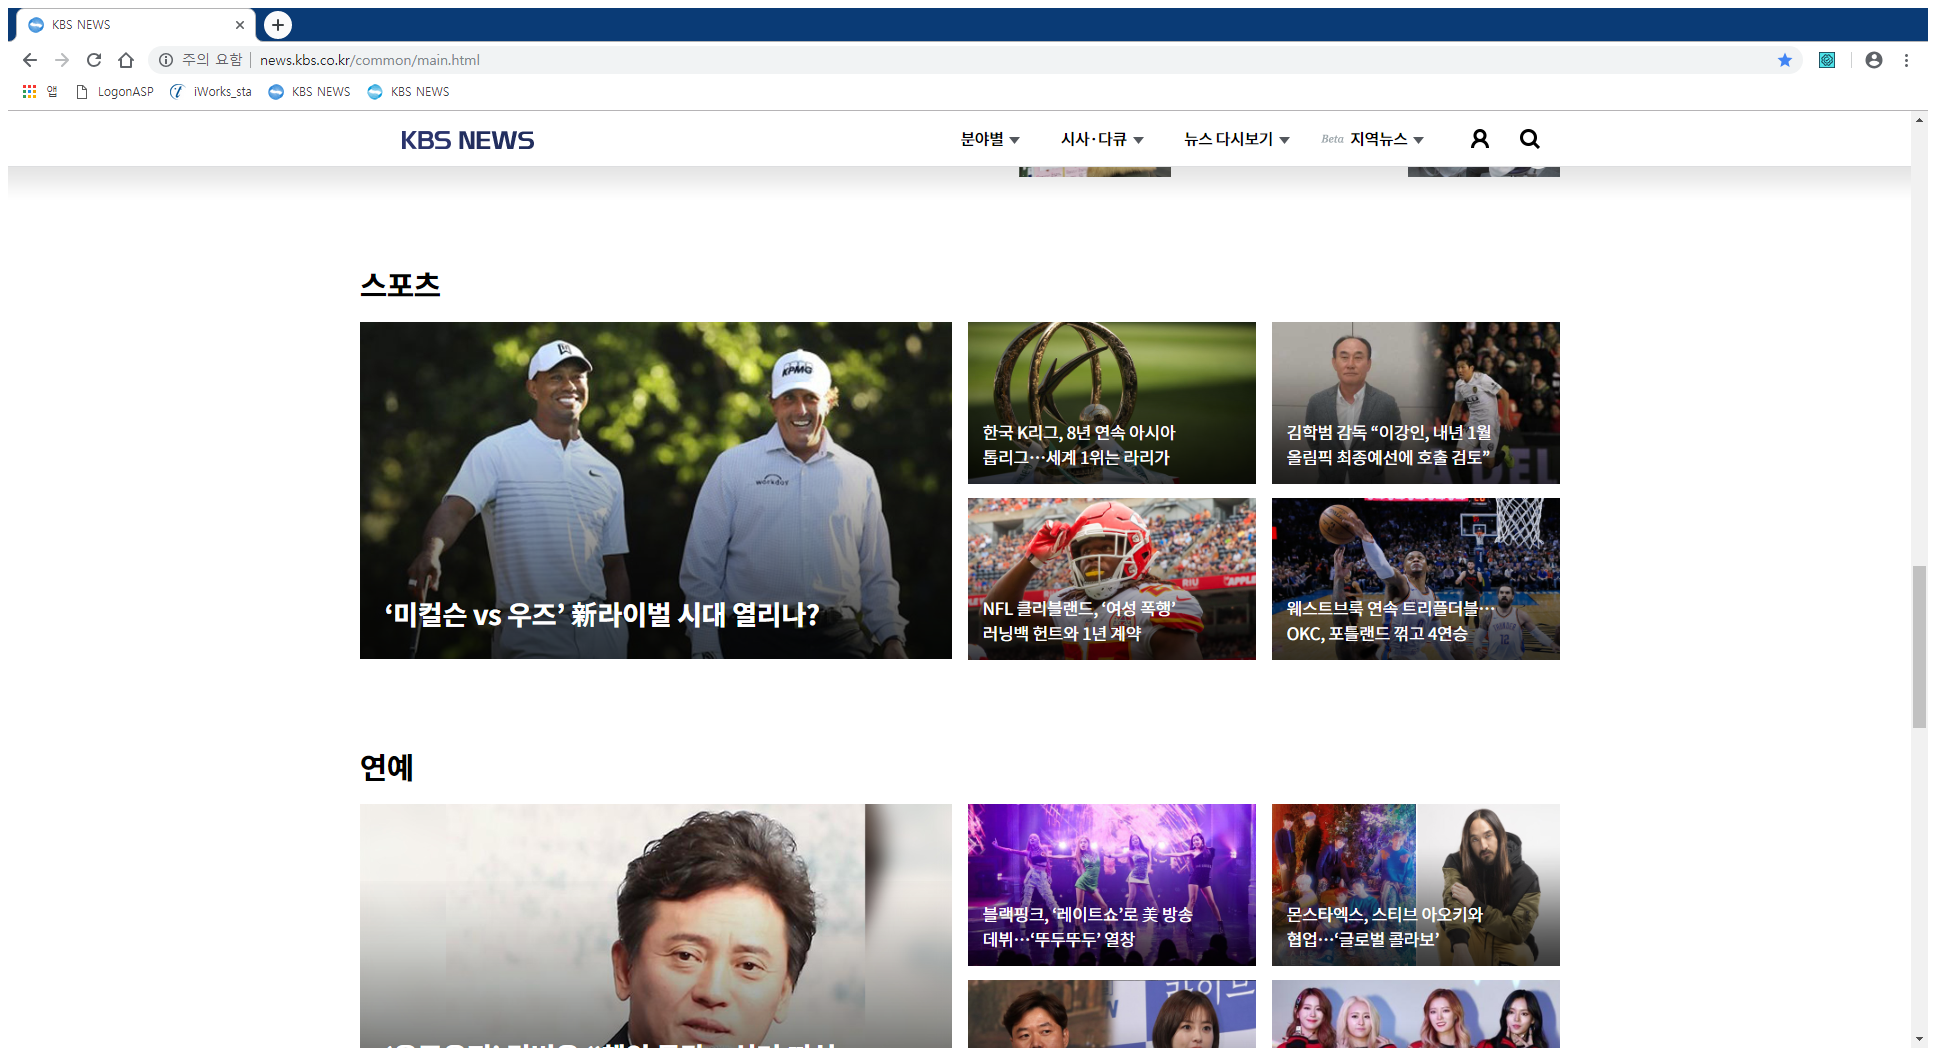 KBS NEWS
주의 요함
news.kbs.co.kr/common/main.html
앱
LogonASP
iWorks_sta
KBS NEWS
KBS NEWS
KBS NEWS
분야별
시사·다큐
뉴스 다시보기
Beta 지역뉴스
스포츠
KPMG
workday
‘미컬슨 vs 우즈’ 新라이벌 시대 열리나?
한국 K리그, 8년 연속 아시아
톱리그…세계 1위는 라리가
김학범 감독 “이강인, 내년 1월
올림픽 최종예선에 호출 검토”
NFL 클리블랜드, ‘여성 폭행’
러닝백 헌트와 1년 계약
웨스트브룩 연속 트리플더블…
OKC, 포틀랜드 꺾고 4연승
연예
블랙핑크, ‘레이트쇼’로 美 방송
데뷔…‘뚜두뚜두’ 열창
몬스타엑스, 스티브 아오키와
협업…‘글로벌 콜라보’